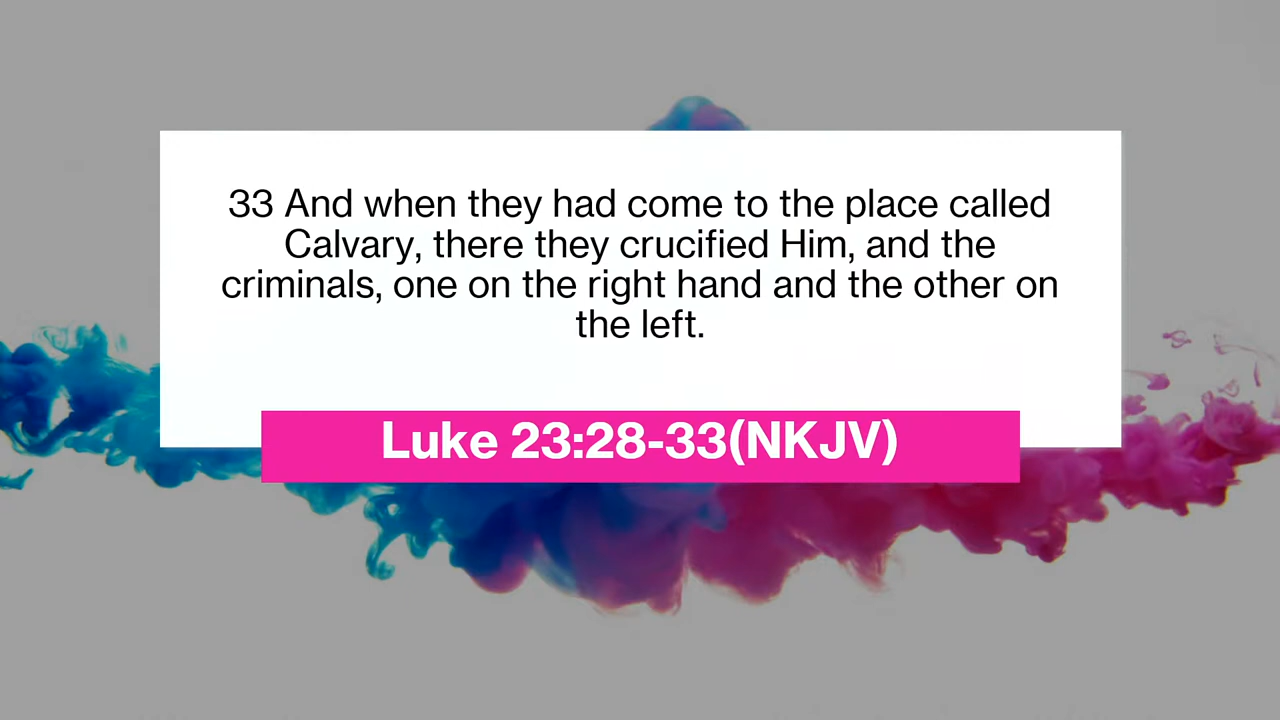 33 And when they had come to the place called
Calvary, there they crucified Him, and the
criminals, one on the right hand and the other on
the left.
Luke 23:28-33(NKJV)